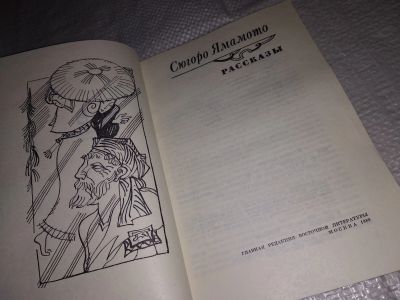 Сюгоро Ямамото
РАССКАЗЫ
ГЛАВНАЯ РЕДАКЦИЯ ВОСТОЧНОЙ ЛИТЕРАТУРЫ
МОСКВА